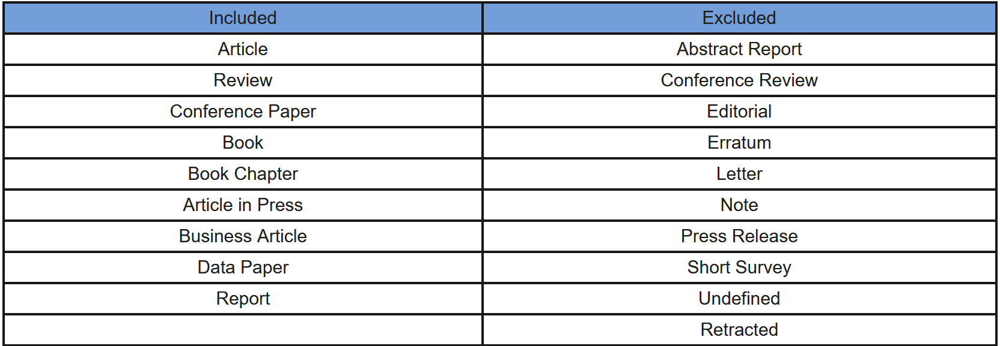 Included Excluded
Article Abstract Report
Review Conference Review
Conference Paper Editorial
Book Erratum
Book Chapter Letter
Article in Press Note
Business Article Press Release
Data Paper Short Survey
Report Undefined
Retracted